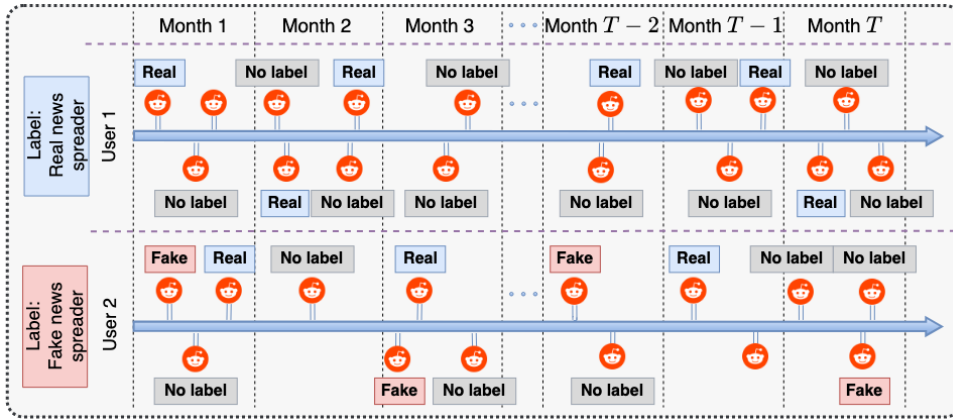 Month 1 Month 2 Month 3 Month T − 2 Month T − 1 Month T
Label:
Real news
spreader
User 1
Real No label Real No label Real No label Real No label
No label Real No label No label No label No label Real No label
Label:
Fake news
spreader
User 2
Fake Real No label Real Fake Real No label No label
No label Fake No label No label Fake